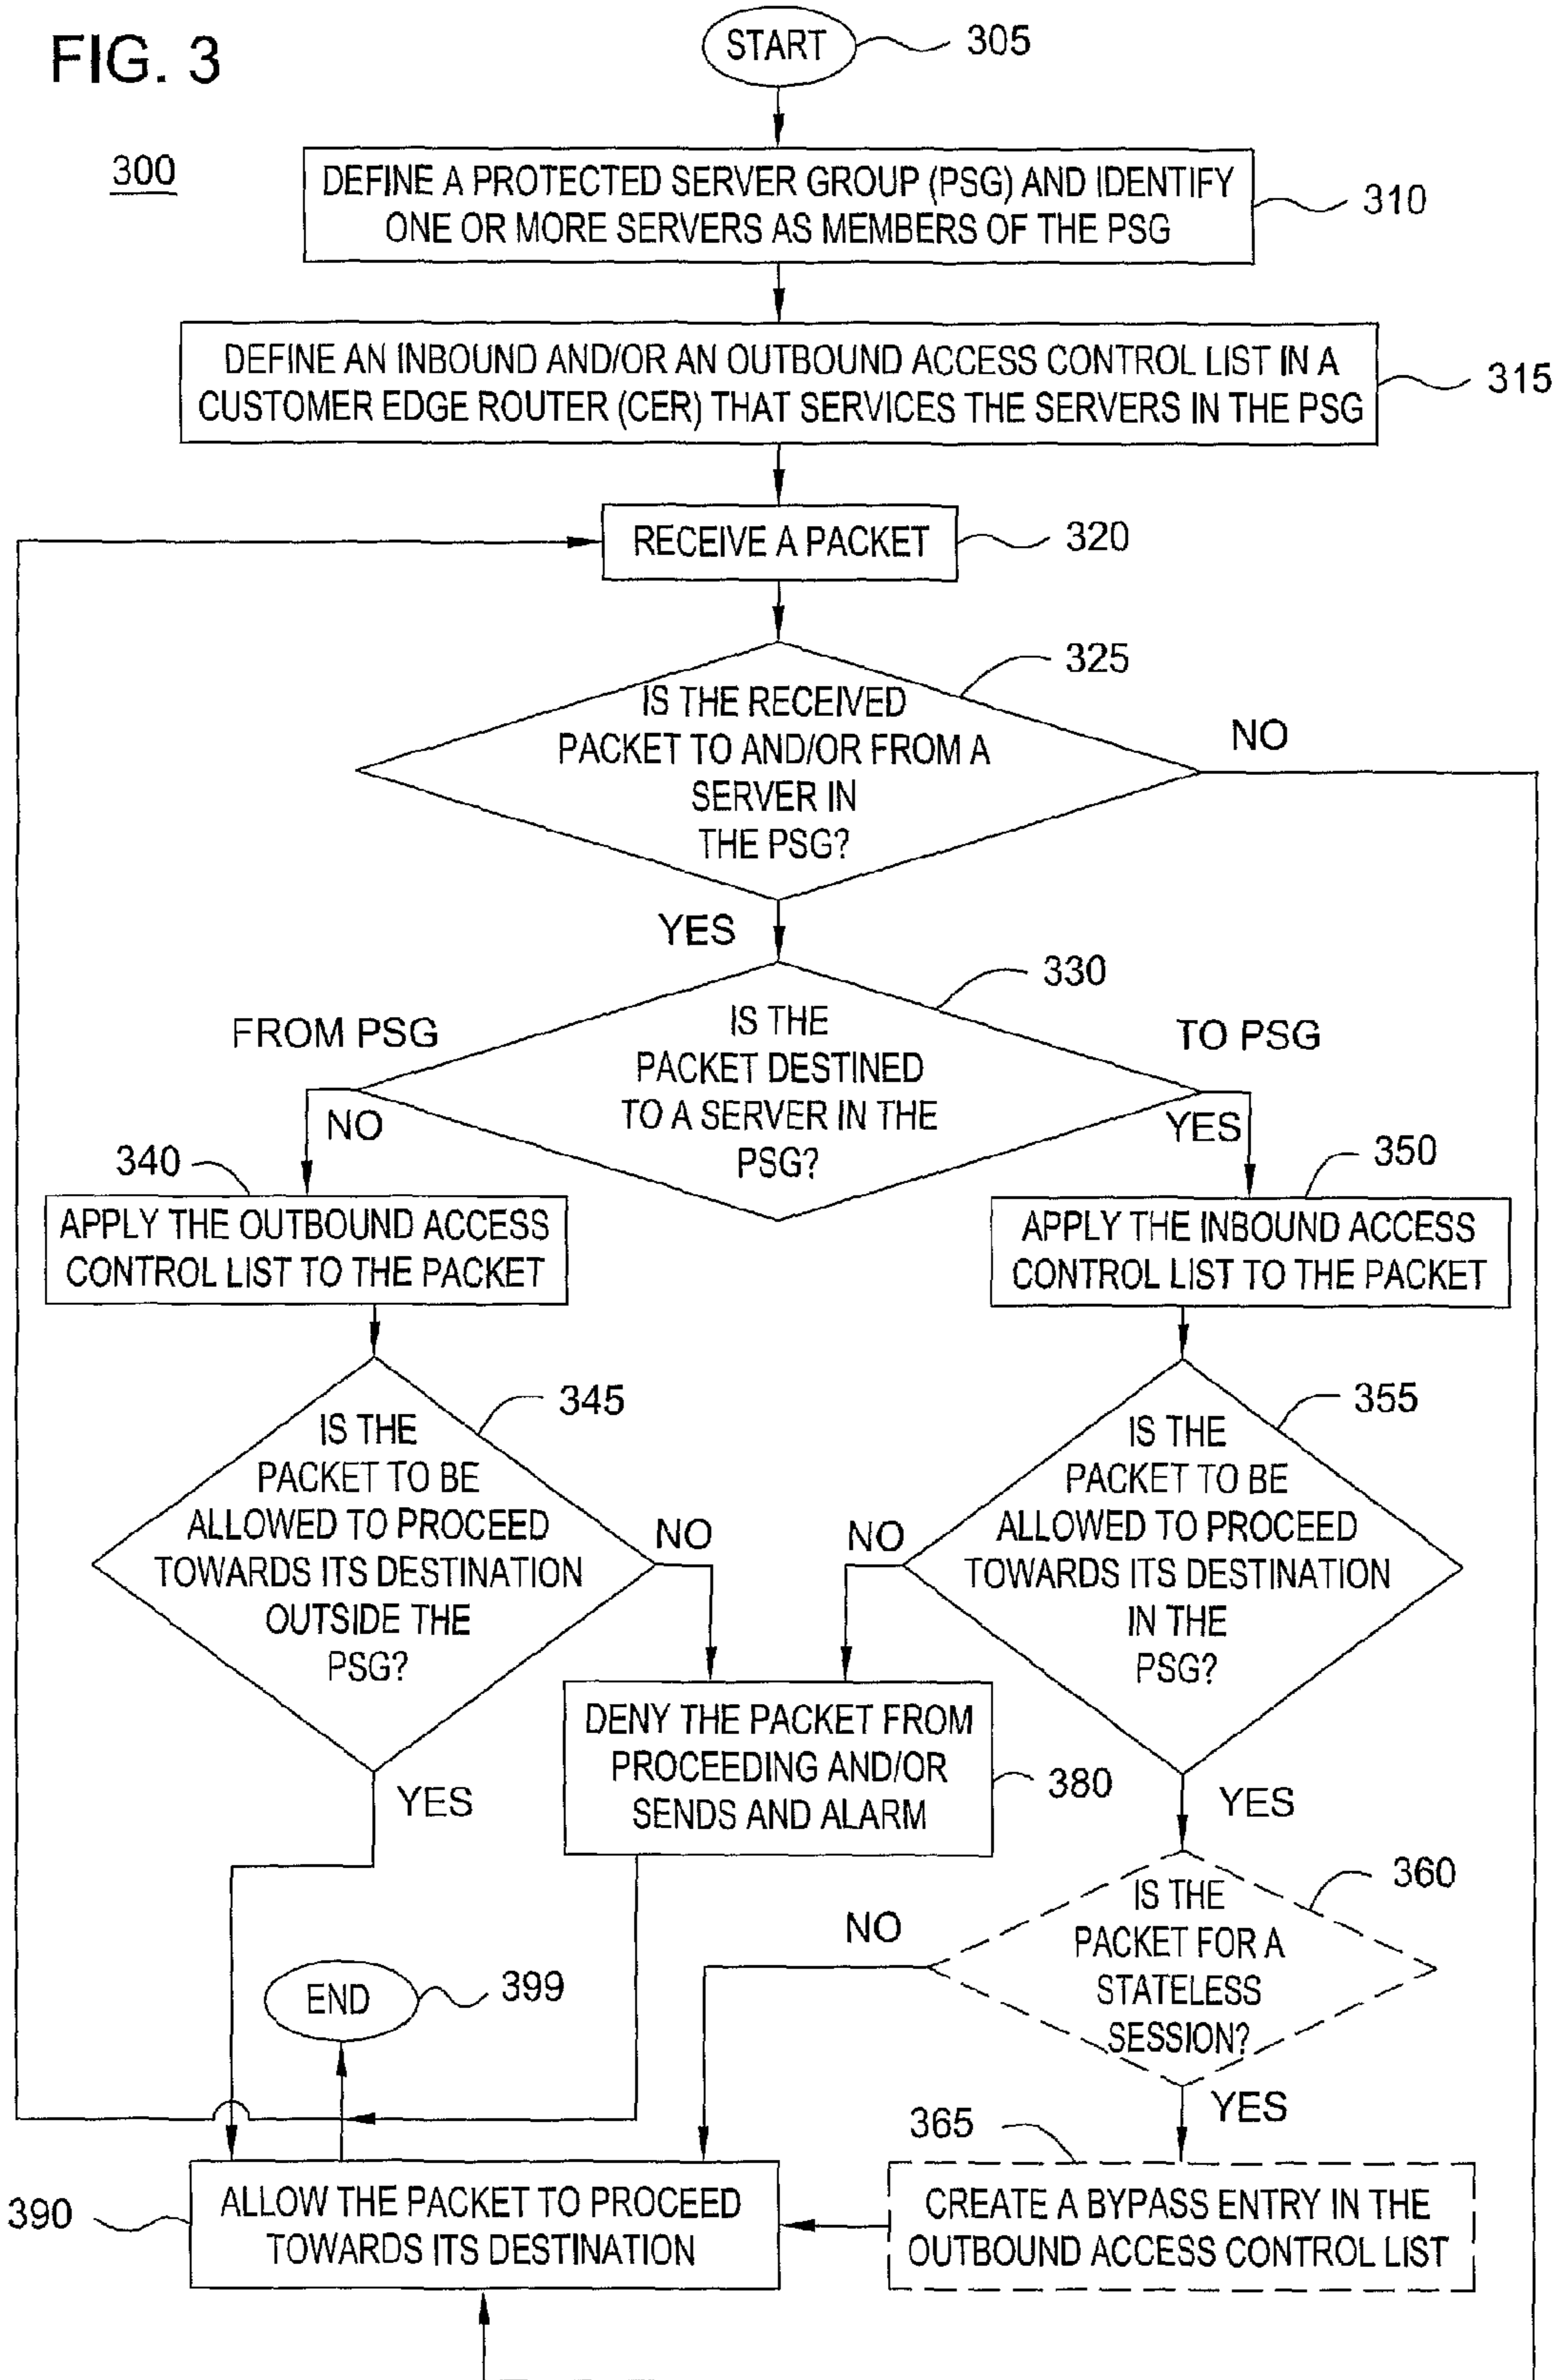 FIG. 3
300
START
305
DEFINE A PROTECTED SERVER GROUP (PSG) AND IDENTIFY
ONE OR MORE SERVERS AS MEMBERS OF THE PSG
310
DEFINE AN INBOUND AND/OR AN OUTBOUND ACCESS CONTROL LIST IN A
CUSTOMER EDGE ROUTER (CER) THAT SERVICES THE SERVERS IN THE PSG
315
RECEIVE A PACKET
320
IS THE RECEIVED
PACKET TO AND/OR FROM A
SERVER IN
THE PSG?
325
NO
YES
IS THE
PACKET DESTINED
TO A SERVER IN THE
PSG?
330
FROM PSG
NO
TO PSG
YES
340
APPLY THE OUTBOUND ACCESS
CONTROL LIST TO THE PACKET
350
APPLY THE INBOUND ACCESS
CONTROL LIST TO THE PACKET
IS THE
PACKET TO BE
ALLOWED TO PROCEED
TOWARDS ITS DESTINATION
OUTSIDE THE
PSG?
345
NO
YES
IS THE
PACKET TO BE
ALLOWED TO PROCEED
TOWARDS ITS DESTINATION
IN THE
PSG?
355
NO
YES
DENY THE PACKET FROM
PROCEEDING AND/OR
SENDS AND ALARM
380
IS THE
PACKET FOR A
STATELESS
SESSION?
360
NO
YES
END
399
365
CREATE A BYPASS ENTRY IN THE
OUTBOUND ACCESS CONTROL LIST
390
ALLOW THE PACKET TO PROCEED
TOWARDS ITS DESTINATION